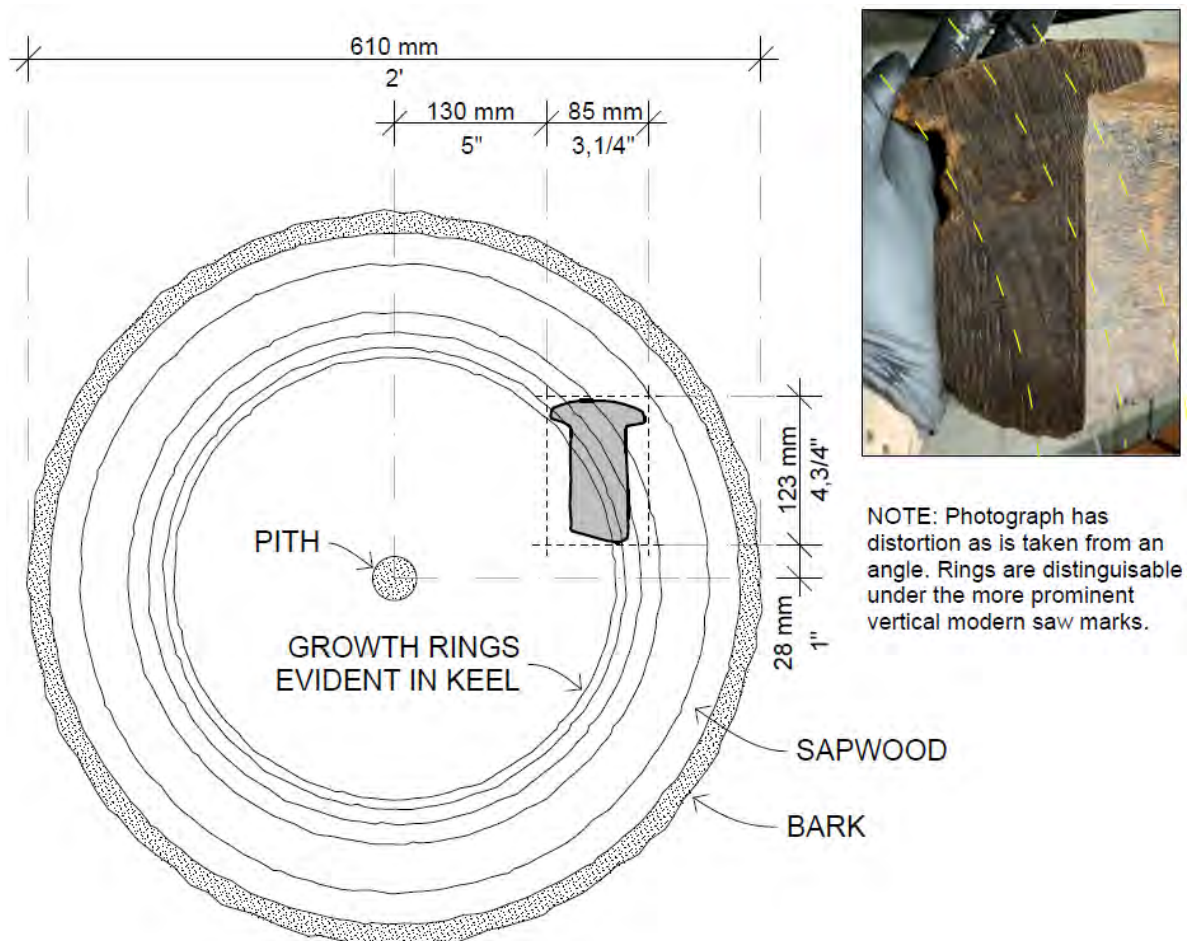 610 mm
2'
130 mm
5"
85 mm
3,1/4"
123 mm
4,3/4"
28 mm
1"
PITH
GROWTH RINGS
EVIDENT IN KEEL
SAPWOOD
BARK
NOTE: Photograph has
distortion as is taken from an
angle. Rings are distinguisable
under the more prominent
vertical modern saw marks.